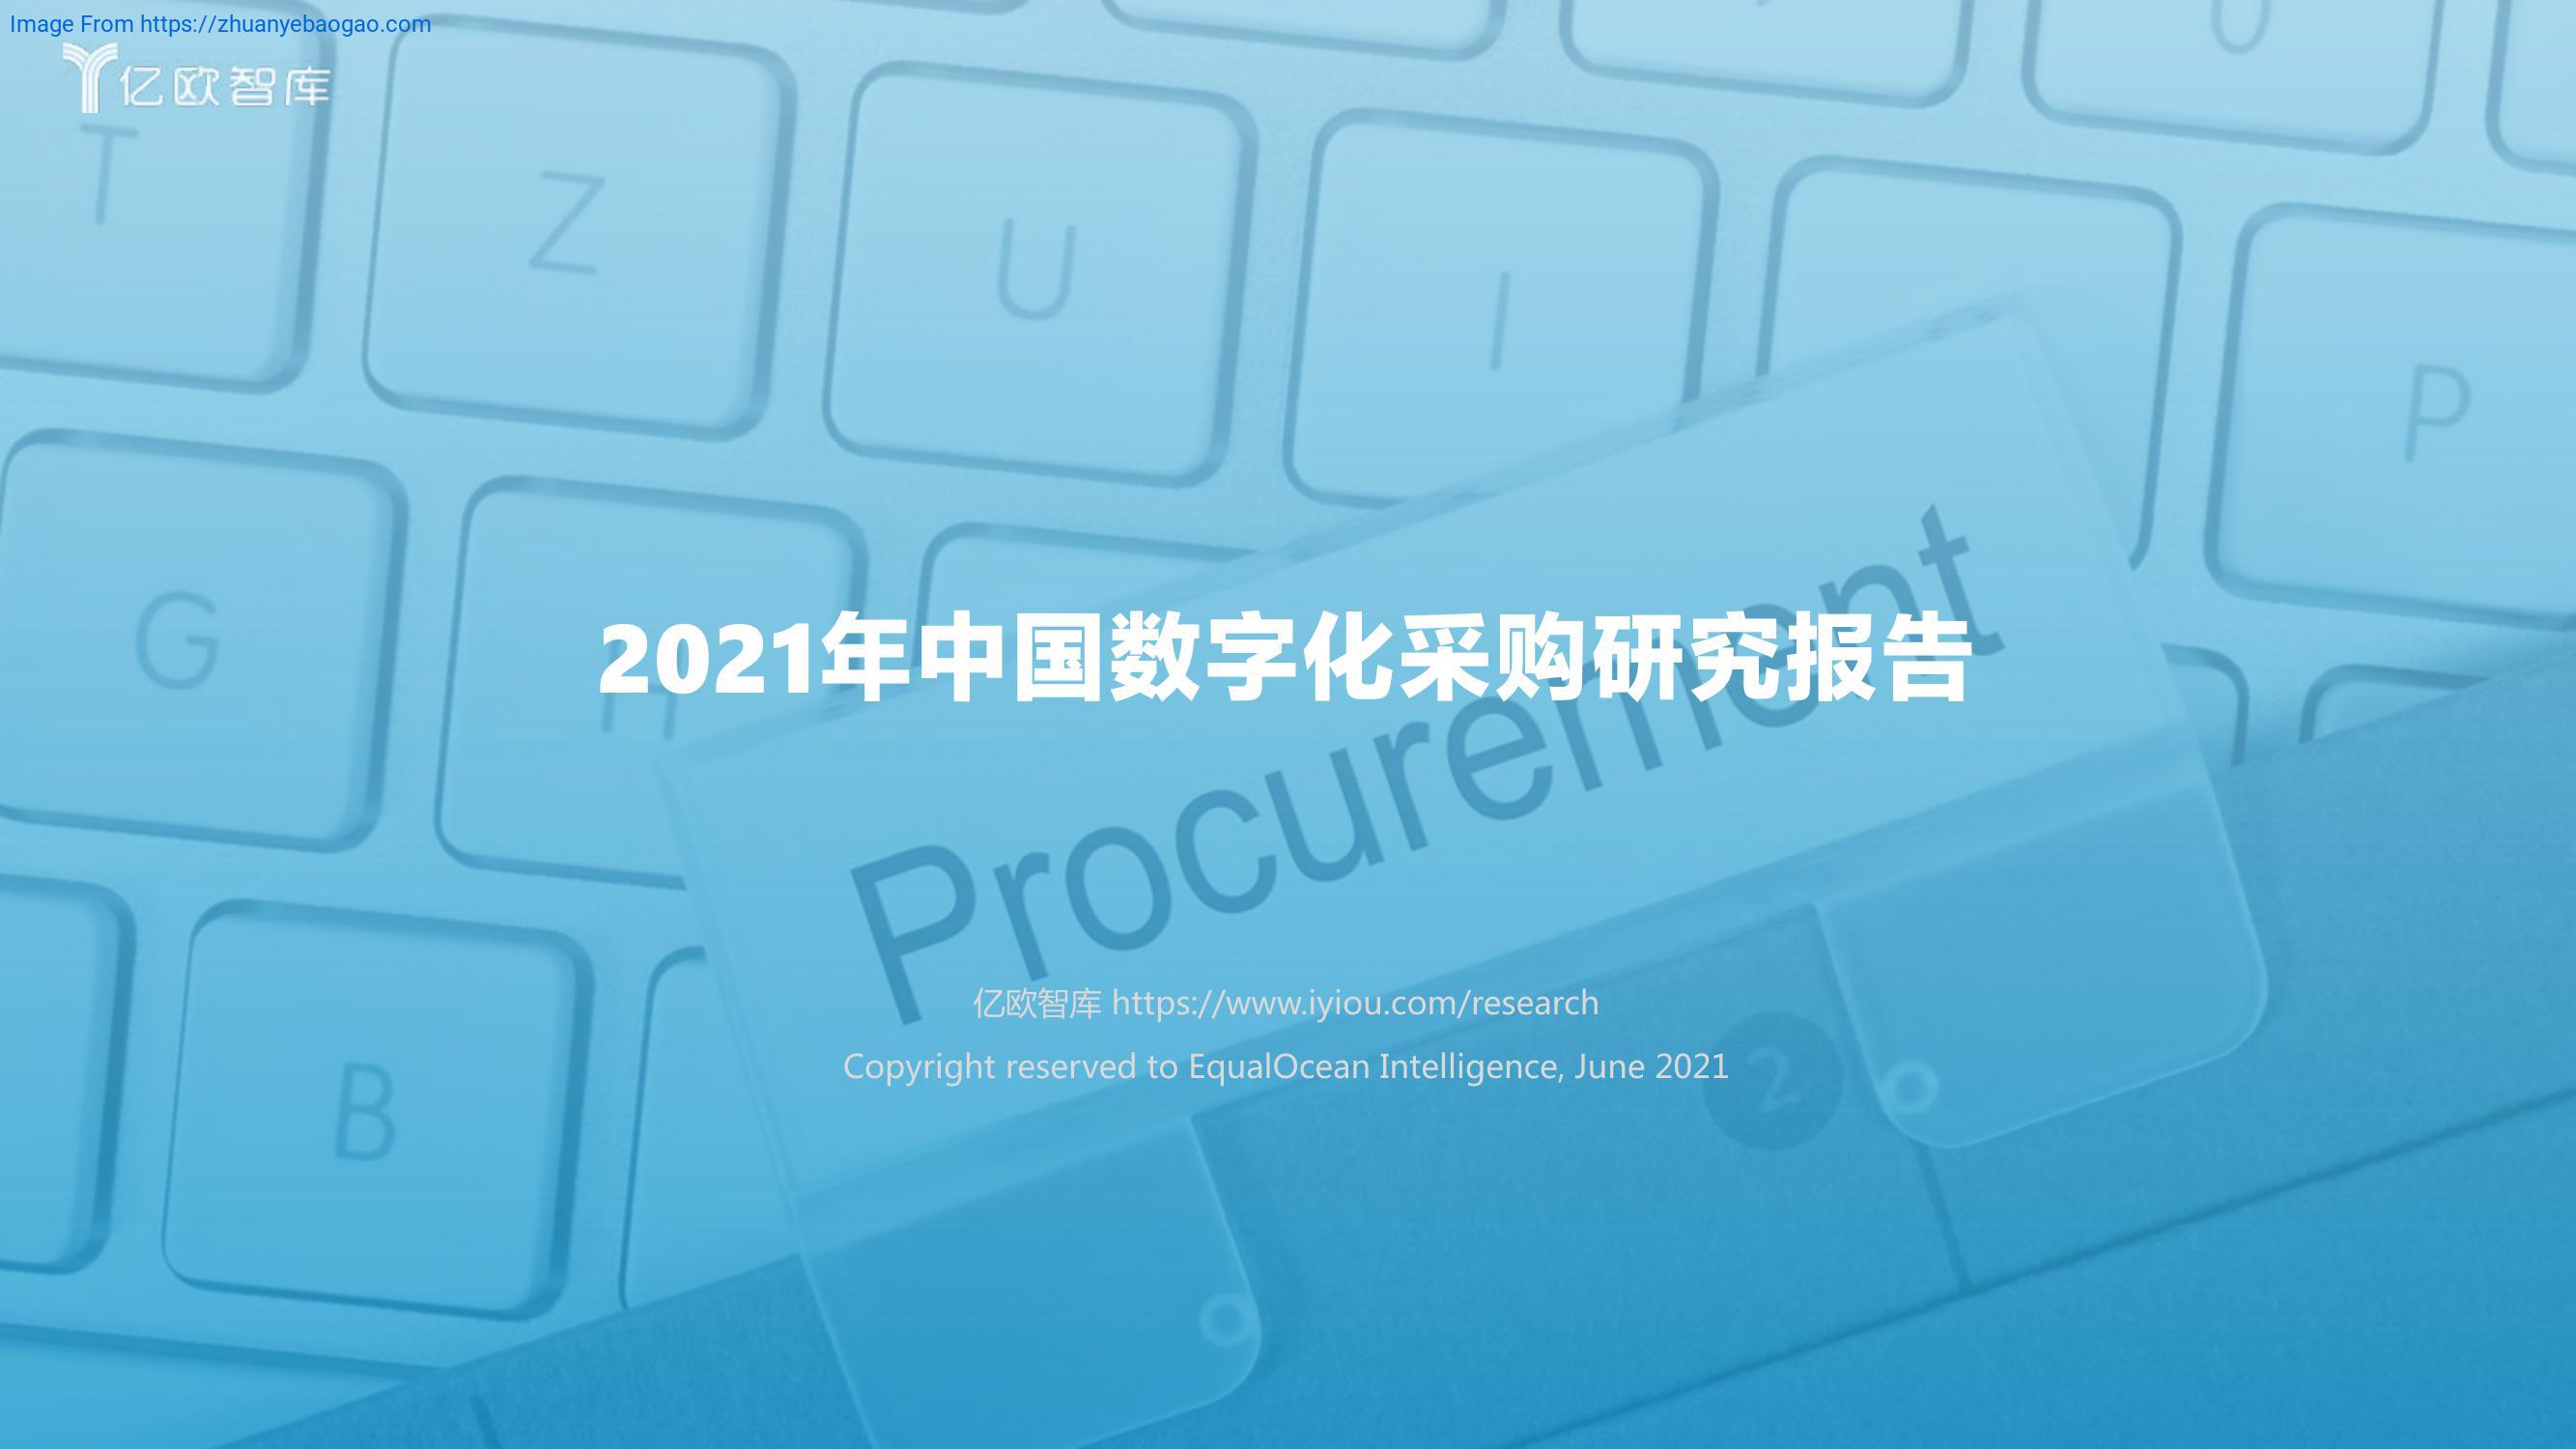 Image From https://zhuanyebaogao.com
亿欧智库
T
Z
U
I
P
G
H
B
2021年中国数字化采购研究报告
Procurement
亿欧智库 https://www.iyiou.com/research
Copyright reserved to EqualOcean Intelligence, June 2021
2